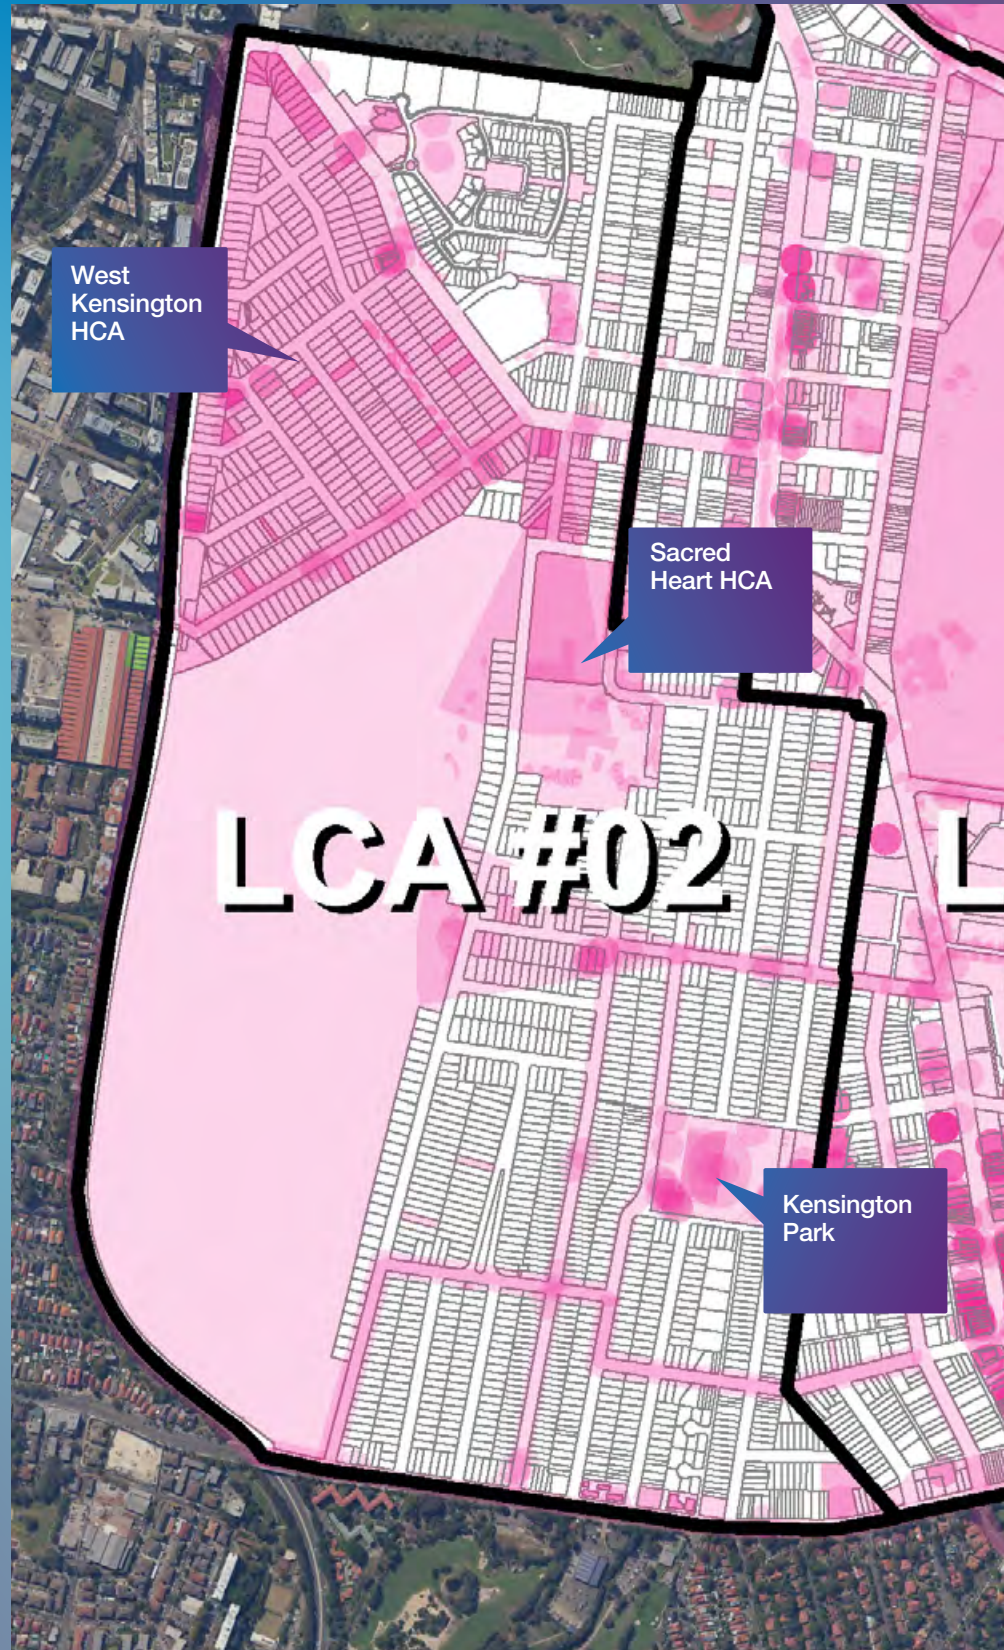 West
Kensington
HCA
Sacred
Heart HCA
LCA #02
L
Kensington
Park